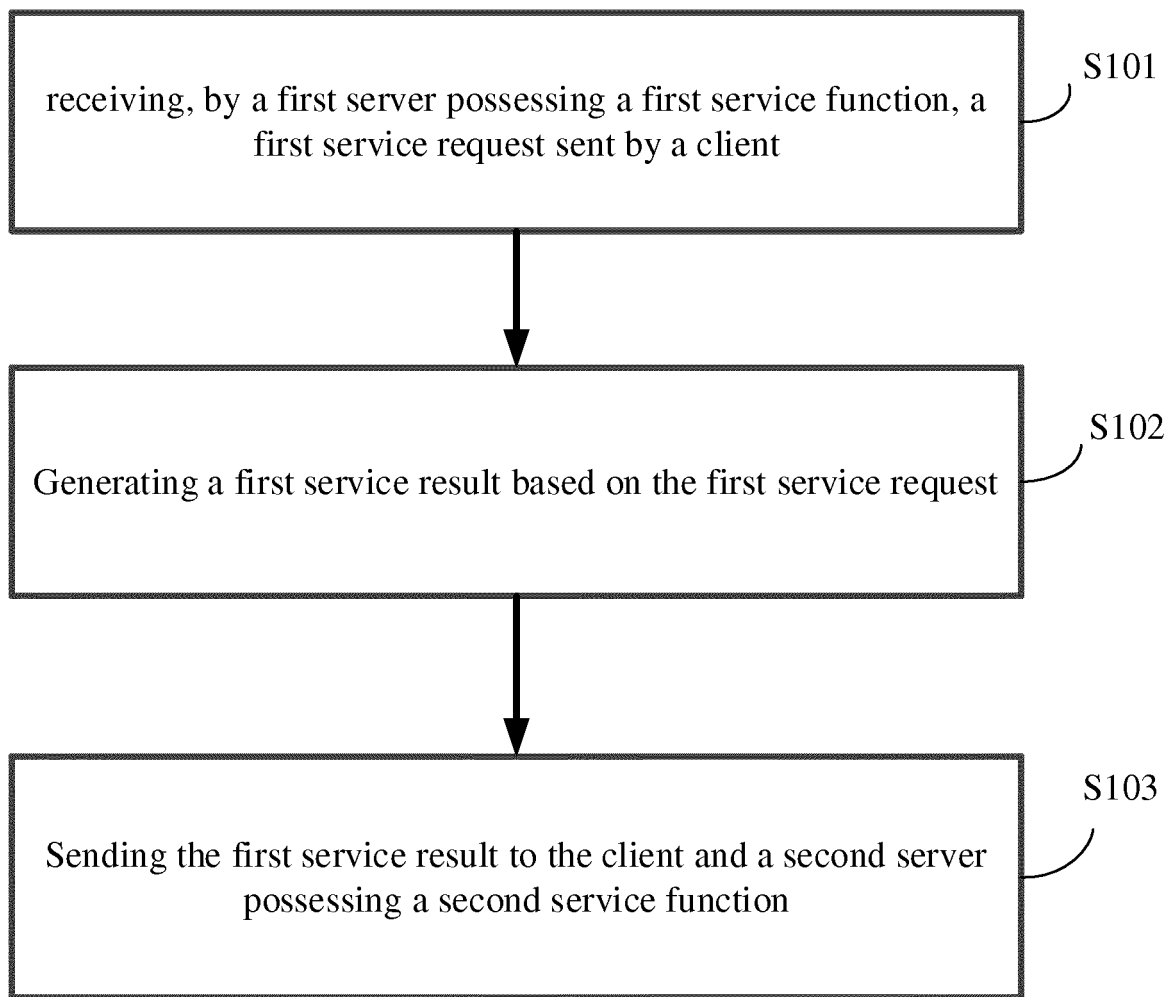 receiving, by a first server possessing a first service function, a
first service request sent by a client
S101
Generating a first service result based on the first service request
S102
Sending the first service result to the client and a second server
possessing a second service function
S103